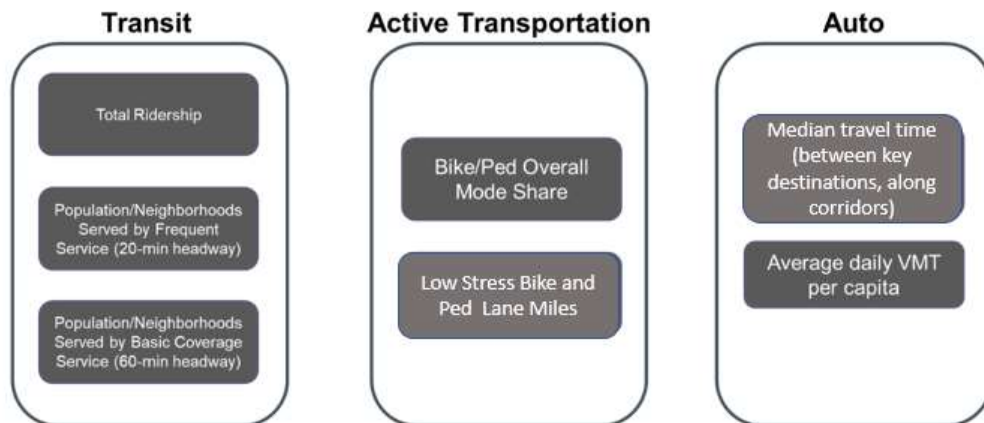 Transit
Total Ridership
Population/Neighborhoods
Served by Frequent
Service (20-min headway)
Population/Neighborhoods
Served by Basic Coverage
Service (60-min headway)
Active Transportation
Bike/Ped Overall
Mode Share
Low Stress Bike and
Ped Lane Miles
Auto
Median travel time
(between key
destinations, along
corridors)
Average daily VMT
per capita